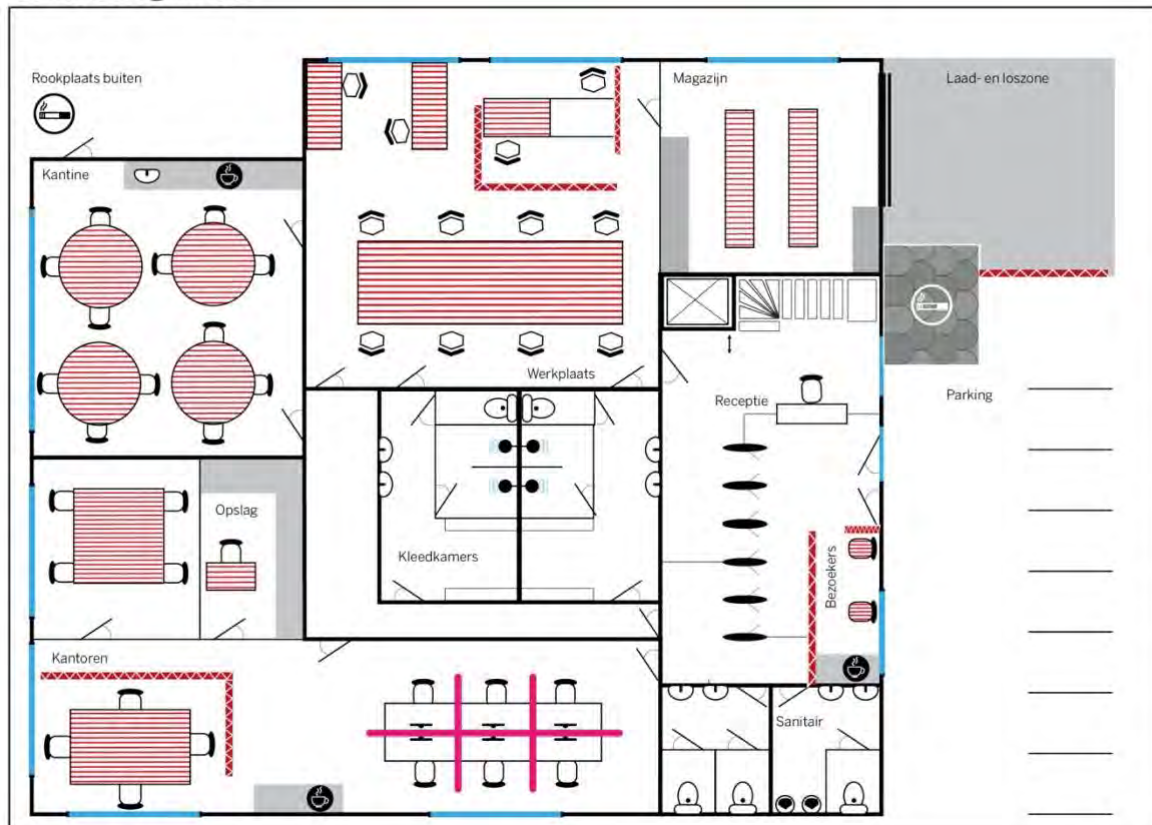 Rookplaats buiten
Magazijn
Laad- en loszone
Kantine
Werkplaats
Receptie
Parking
Opslag
Kleedkamers
Bezoekers
Kantoren
Sanitair